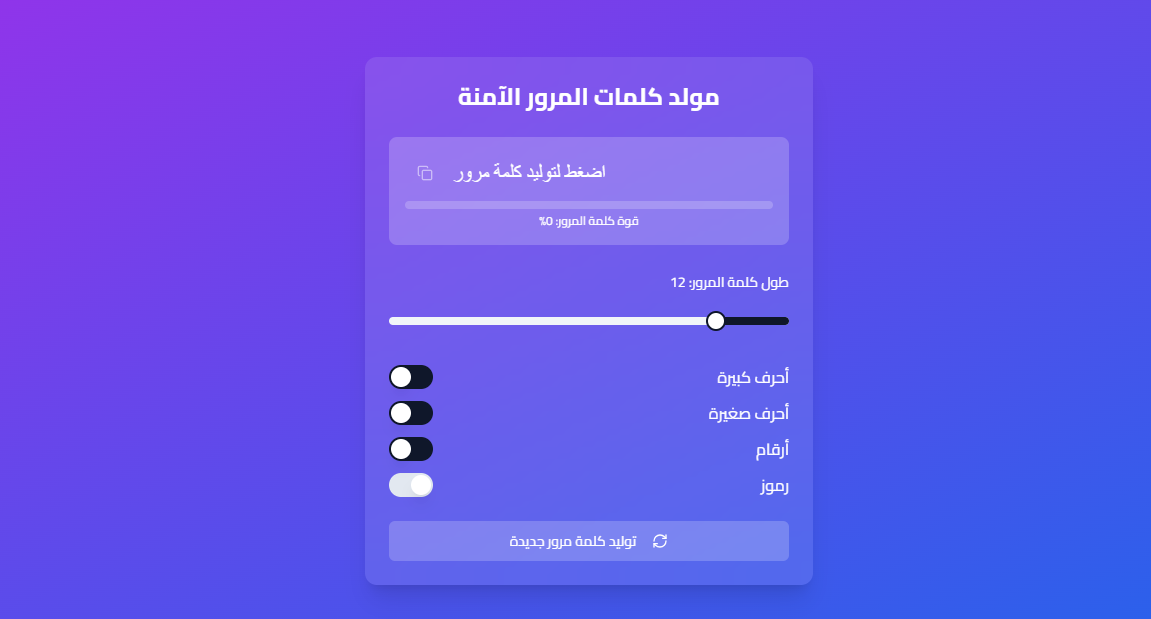 مولد كلمات المرور الآمنة
اضغط لتوليد كلمة مرور
قوة كلمة المرور: 0%
طول كلمة المرور: 12
أحرف كبيرة
أحرف صغيرة
أرقام
رموز
توليد كلمة مرور جديدة